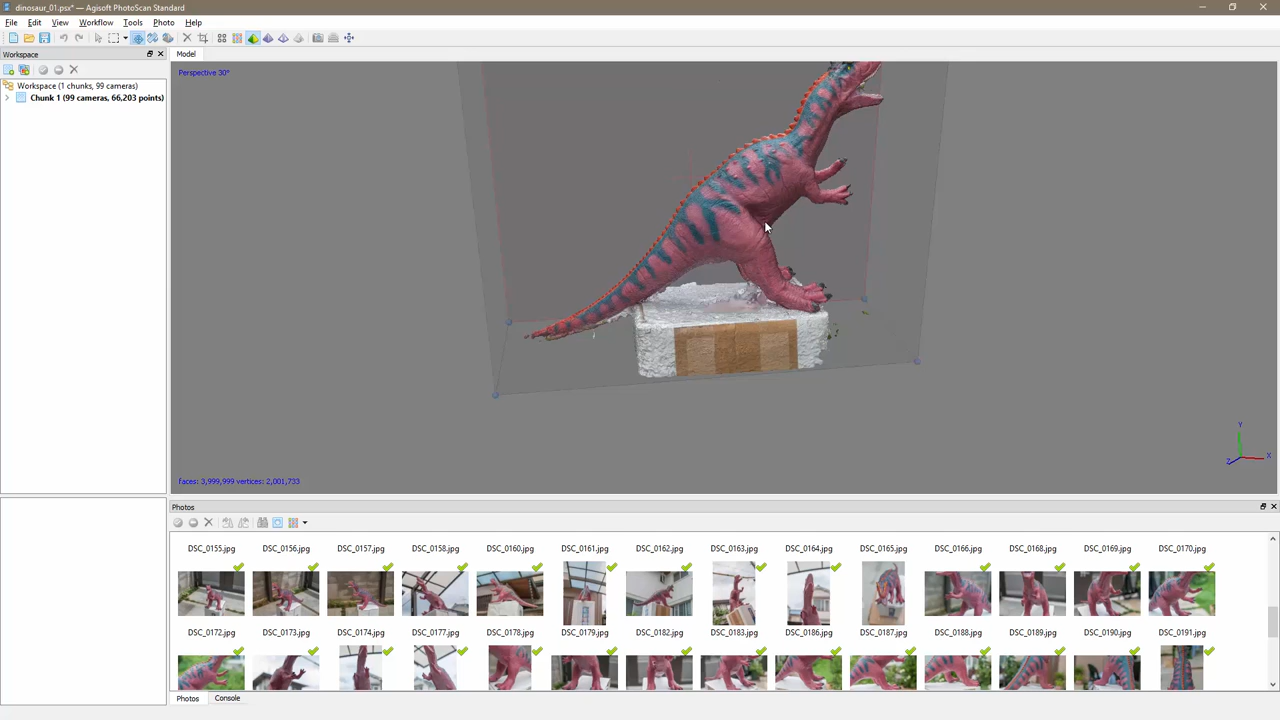 dinosaur_01.psx* — Agisoft PhotoScan Standard
File Edit View Workflow Tools Photo Help
Workspace
Model
Perspective 30°
Workspace (1 chunks, 99 cameras)
Chunk 1 (99 cameras, 66,203 points)
Y
X
Z
faces: 3,999,999 vertices: 2,001,733
Photos
DSC_0155.jpg DSC_0156.jpg DSC_0157.jpg DSC_0158.jpg DSC_0160.jpg DSC_0161.jpg DSC_0162.jpg DSC_0163.jpg DSC_0164.jpg DSC_0165.jpg DSC_0166.jpg DSC_0168.jpg DSC_0169.jpg DSC_0170.jpg
DSC_0172.jpg DSC_0173.jpg DSC_0174.jpg DSC_0177.jpg DSC_0178.jpg DSC_0179.jpg DSC_0182.jpg DSC_0183.jpg DSC_0186.jpg DSC_0187.jpg DSC_0188.jpg DSC_0189.jpg DSC_0190.jpg DSC_0191.jpg
Photos Console